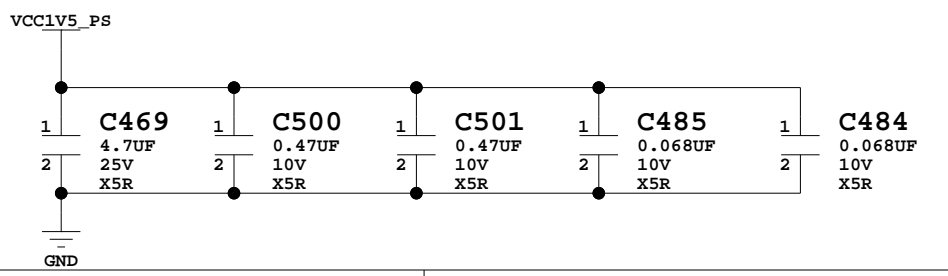 VCC1V5_PS
1
2
C469
4.7UF
25V
X5R
1
2
C500
0.47UF
10V
X5R
1
2
C501
0.47UF
10V
X5R
1
2
C485
0.068UF
10V
X5R
1
2
C484
0.068UF
10V
X5R
GND